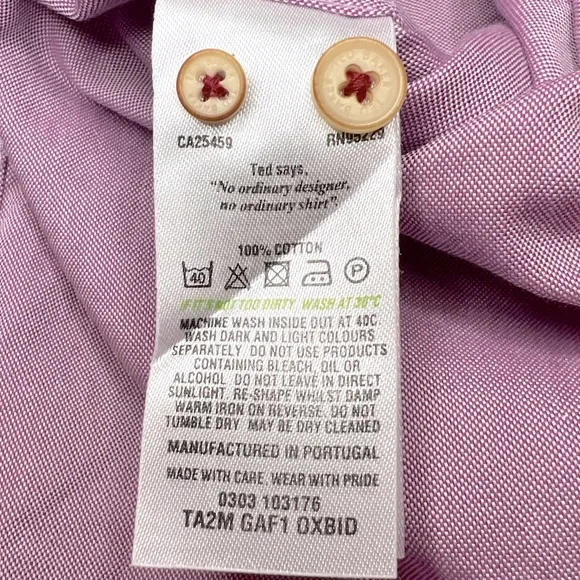 CA25459
RN95229
Ted says,
"No ordinary designer,
no ordinary shirt"
100% COTTON
40
P
IF IT'S NOT TOO DIRTY WASH AT 30°C
MACHINE WASH INSIDE OUT AT 40C.
WASH DARK AND LIGHT COLOURS
SEPARATELY DO NOT USE PRODUCTS
CONTAINING BLEACH, OIL OR
ALCOHOL DO NOT LEAVE IN DIRECT
SUNLIGHT. RE-SHAPE WHILST DAMP
WARM IRON ON REVERSE. DO NOT
TUMBLE DRY MAY BE DRY CLEANED
MANUFACTURED IN PORTUGAL
MADE WITH CARE, WEAR WITH PRIDE
0303 103176
TA2M GAF1 OXBID